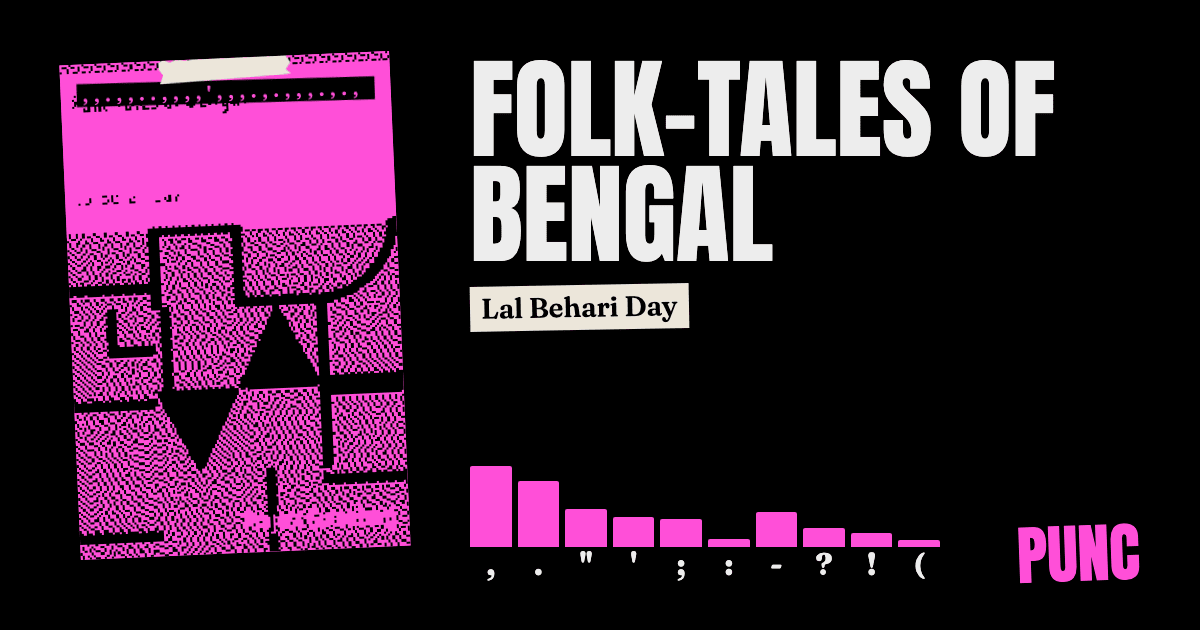 FOLK-TALES OF
BENGAL
Lal Behari Day
, . " ' ; : - ? ! (
PUNC